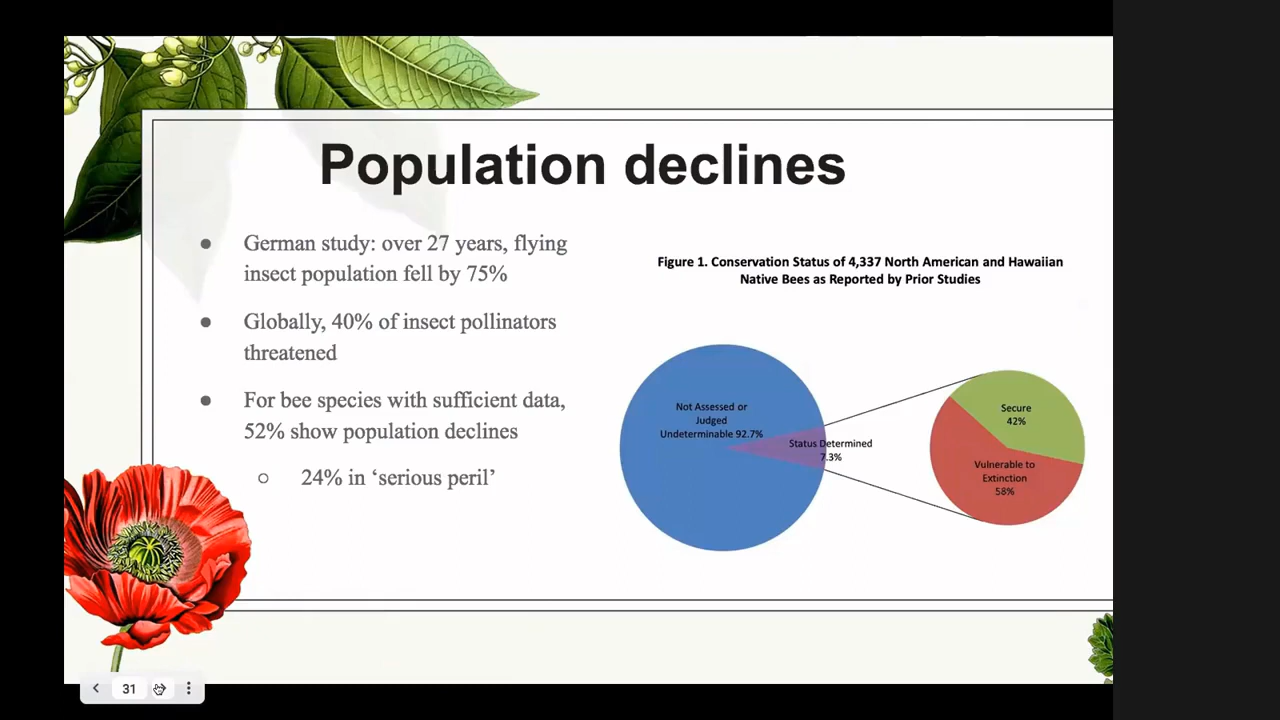 Population declines
● German study: over 27 years, flying
insect population fell by 75%
● Globally, 40% of insect pollinators
threatened
● For bee species with sufficient data,
52% show population declines
○ 24% in ‘serious peril’
Figure 1. Conservation Status of 4,337 North American and Hawaiian
Native Bees as Reported by Prior Studies
Not Assessed or
Judged
Undeterminable 92.7%
Status Determined
7.3%
Secure
42%
Vulnerable to
Extinction
58%
31